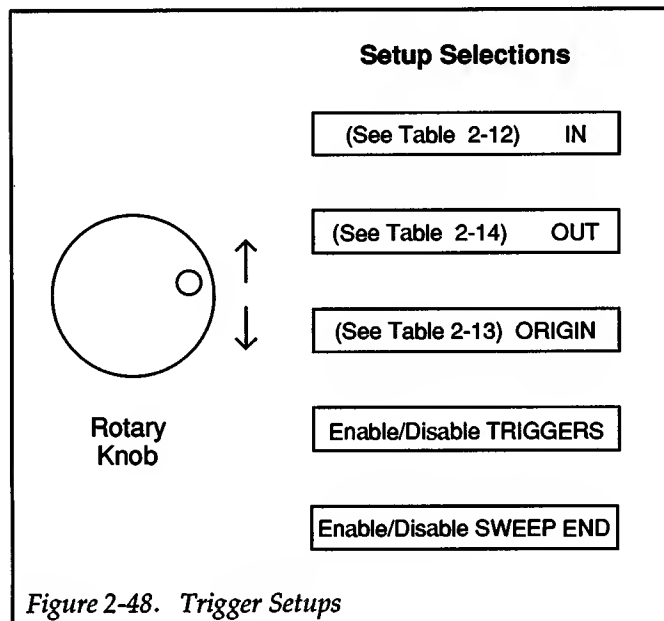 Setup Selections
(See Table 2-12) IN
(See Table 2-14) OUT
(See Table 2-13) ORIGIN
Enable/Disable TRIGGERS
Enable/Disable SWEEP END
Rotary
Knob
Figure 2-48. Trigger Setups